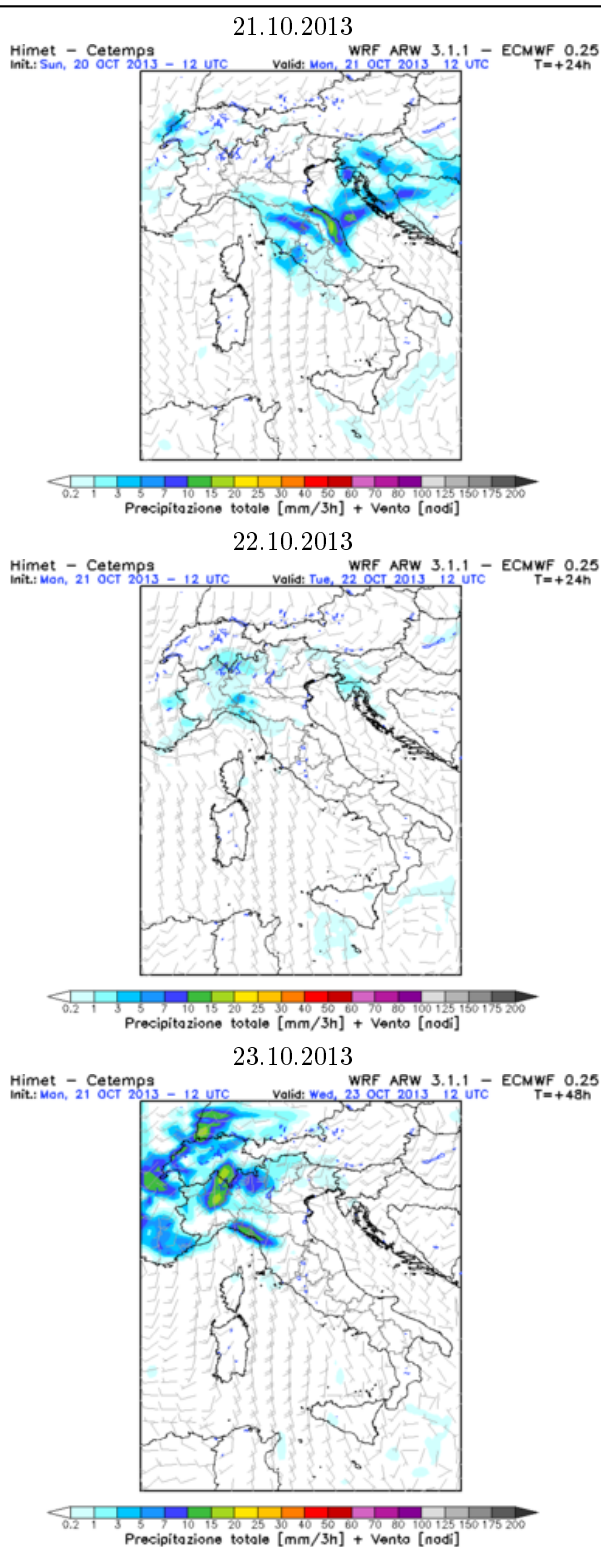 21.10.2013
Himet - Cetemps WRF ARW 3.1.1 - ECMWF 0.25
Init.: Sun, 20 OCT 2013 - 12 UTC Valid: Mon, 21 OCT 2013 12 UTC T=+24h
0.2 1 3 5 7 10 15 20 25 30 40 50 60 70 80 100 125 150 175 200
Precipitazione totale [mm/3h] + Vento [nodi]
22.10.2013
Himet - Cetemps WRF ARW 3.1.1 - ECMWF 0.25
Init.: Mon, 21 OCT 2013 - 12 UTC Valid: Tue, 22 OCT 2013 12 UTC T=+24h
0.2 1 3 5 7 10 15 20 25 30 40 50 60 70 80 100 125 150 175 200
Precipitazione totale [mm/3h] + Vento [nodi]
23.10.2013
Himet - Cetemps WRF ARW 3.1.1 - ECMWF 0.25
Init.: Mon, 21 OCT 2013 - 12 UTC Valid: Wed, 23 OCT 2013 12 UTC T=+48h
0.2 1 3 5 7 10 15 20 25 30 40 50 60 70 80 100 125 150 175 200
Precipitazione totale [mm/3h] + Vento [nodi]